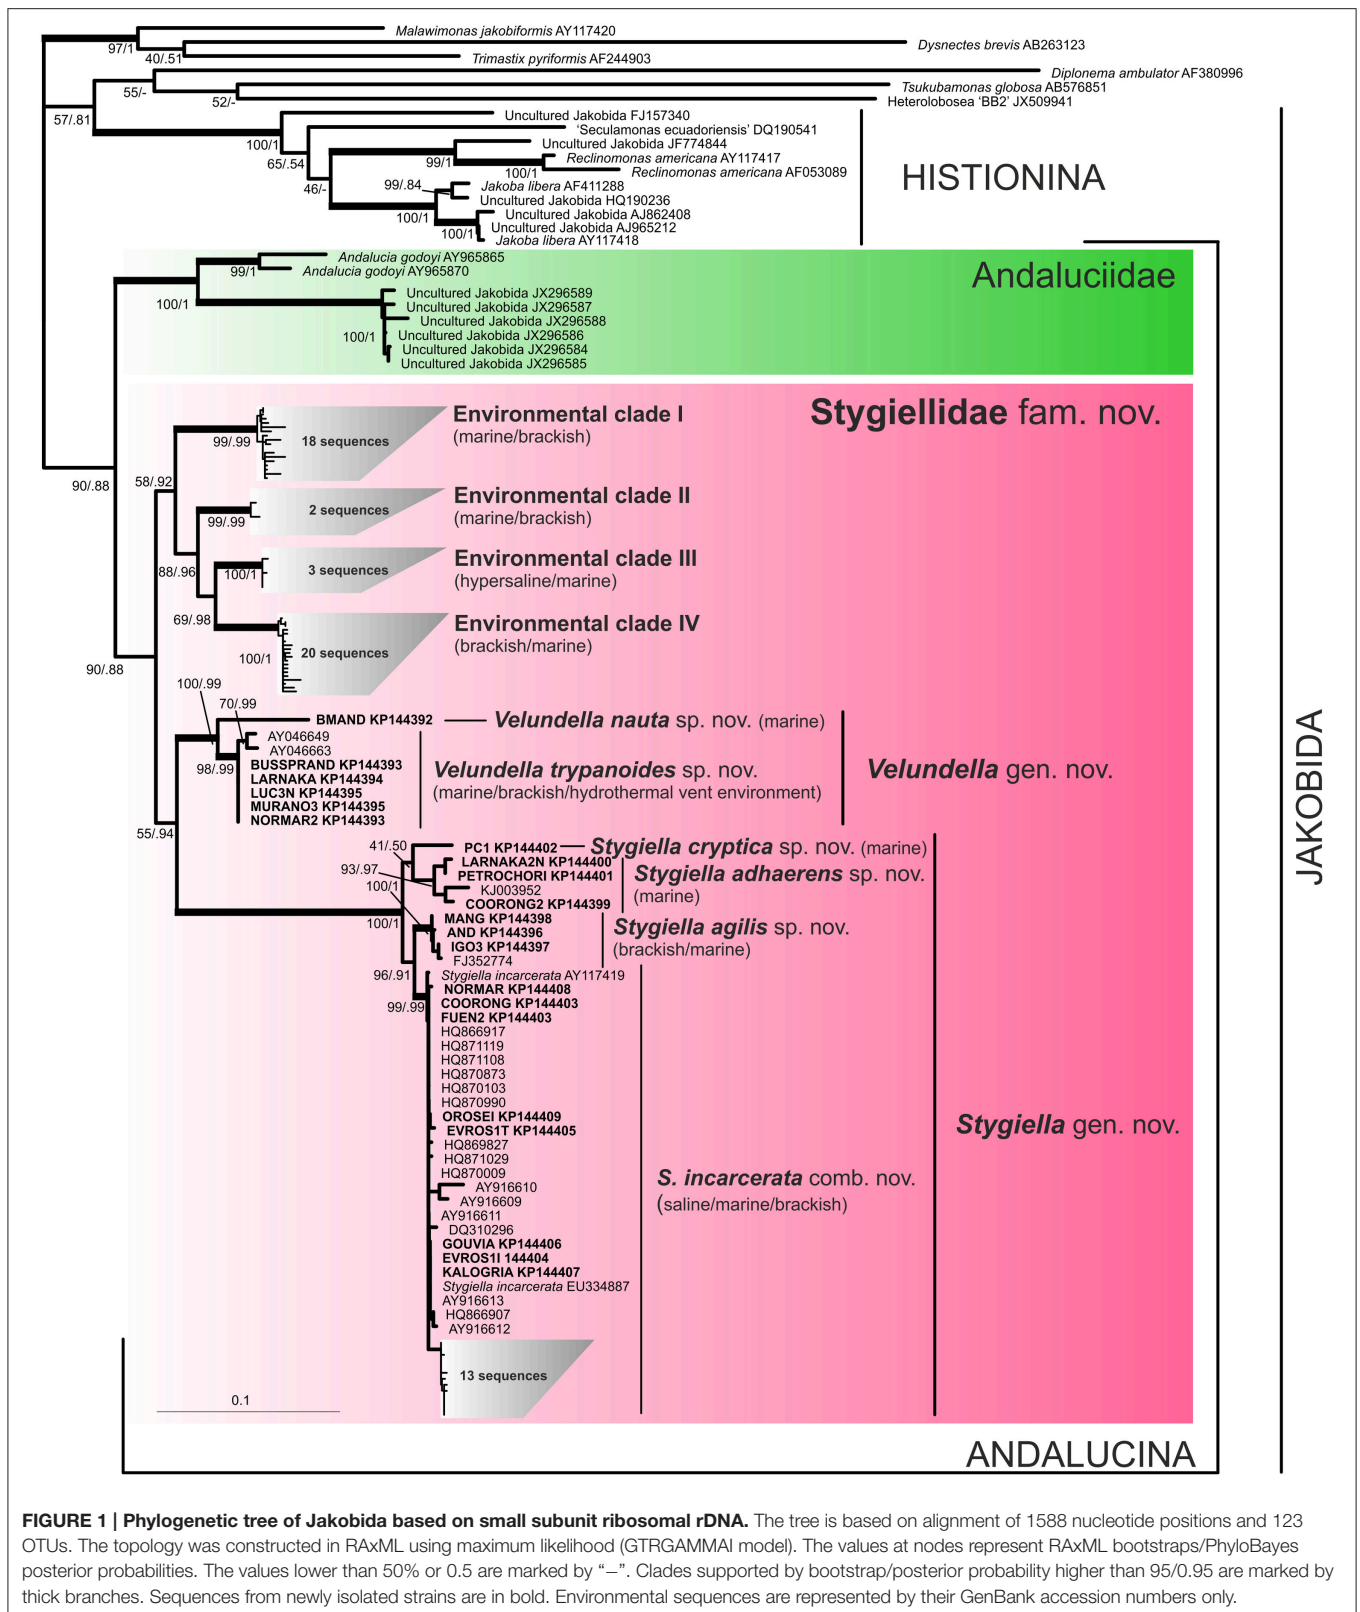 Malawimonas jakobiformis AY117420
97/1
Dysnectes brevis AB263123
40/.51
Trimastix pyriformis AF244903
Diplonema ambulator AF380996
55/-
Tsukubamonas globosa AB576851
52/-
Heterolobosea ‘BB2’ JX509941
57/.81
Uncultured Jakobida FJ157340
100/1
‘Seculamonas ecuadoriensis’ DQ190541
65/.54
Uncultured Jakobida JF774844
99/1
Reclinomonas americana AY117417
100/1
Reclinomonas americana AF053089
46/-
99/.84
Jakoba libera AF411288
Uncultured Jakobida HQ190236
100/1
Uncultured Jakobida AJ862408
100/1
Uncultured Jakobida AJ965212
Jakoba libera AY117418
HISTIONINA
Andalucia godoyi AY965865
99/1
Andalucia godoyi AY965870
Andaluciidae
100/1
Uncultured Jakobida JX296589
Uncultured Jakobida JX296587
Uncultured Jakobida JX296588
100/1
Uncultured Jakobida JX296586
Uncultured Jakobida JX296584
Uncultured Jakobida JX296585
Stygiellidae fam. nov.
Environmental clade I
(marine/brackish)
18 sequences
99/.99
90/.88
58/.92
Environmental clade II
(marine/brackish)
2 sequences
99/.99
88/.96
Environmental clade III
(hypersaline/marine)
3 sequences
100/1
69/.98
Environmental clade IV
(brackish/marine)
20 sequences
100/1
90/.88
100/.99
70/.99
BMAND KP144392
Velundella nauta sp. nov. (marine)
AY046649
AY046663
98/.99
BUSSPRAND KP144393
LARNAKA KP144394
LUC3N KP144395
MURANO3 KP144395
NORMAR2 KP144393
Velundella trypanoides sp. nov.
(marine/brackish/hydrothermal vent environment)
Velundella gen. nov.
55/.94
41/.50
PC1 KP144402
Stygiella cryptica sp. nov. (marine)
93/.97
LARNAKA2N KP144400
PETROCHORI KP144401
KJ003952
COORONG2 KP144399
Stygiella adhaerens sp. nov.
(marine)
100/1
100/1
MANG KP144398
AND KP144396
IGO3 KP144397
FJ352774
Stygiella agilis sp. nov.
(brackish/marine)
96/.91
99/.99
Stygiella incarcerata AY117419
NORMAR KP144408
COORONG KP144403
FUEN2 KP144403
HQ866917
HQ871119
HQ871108
HQ870873
HQ870103
HQ870990
OROSEI KP144409
EVROS1T KP144405
HQ869827
HQ871029
HQ870009
AY916610
AY916609
AY916611
DQ310296
GOUVIA KP144406
EVROS1I 144404
KALOGRIA KP144407
Stygiella incarcerata EU334887
AY916613
HQ866907
AY916612
13 sequences
S. incarcerata comb. nov.
(saline/marine/brackish)
Stygiella gen. nov.
0.1
ANDALUCINA
JAKOBIDA
FIGURE 1 | Phylogenetic tree of Jakobida based on small subunit ribosomal rDNA. The tree is based on alignment of 1588 nucleotide positions and 123
OTUs. The topology was constructed in RAxML using maximum likelihood (GTRGAMMAI model). The values at nodes represent RAxML bootstraps/PhyloBayes
posterior probabilities. The values lower than 50% or 0.5 are marked by “−”. Clades supported by bootstrap/posterior probability higher than 95/0.95 are marked by
thick branches. Sequences from newly isolated strains are in bold. Environmental sequences are represented by their GenBank accession numbers only.